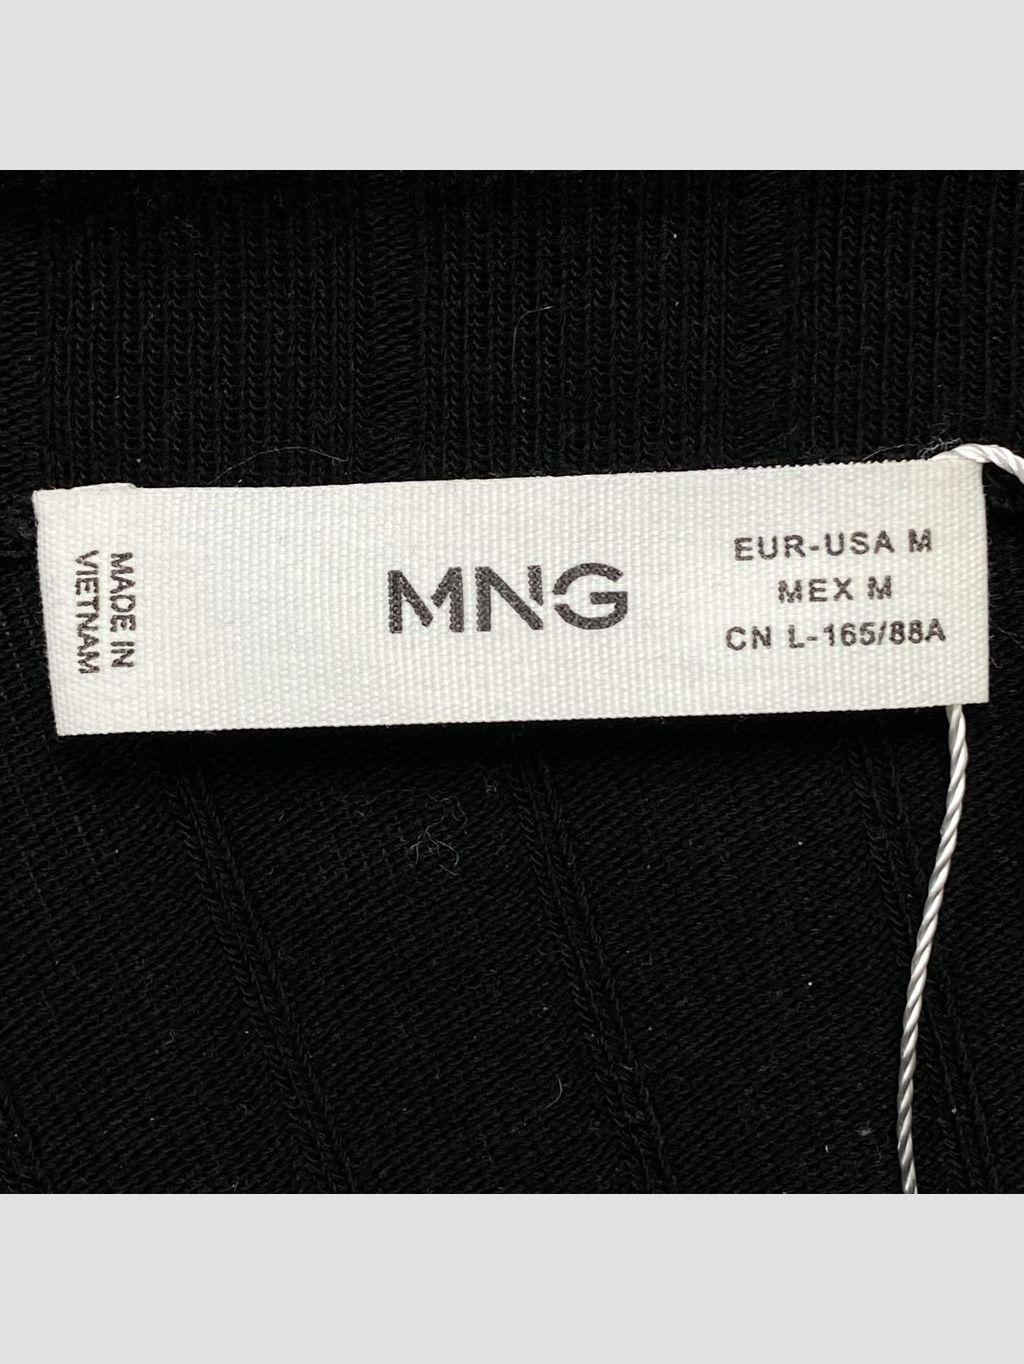 MADE IN
VIETNAM
MNG
EUR-USA M
MEX M
CN L-165/88A